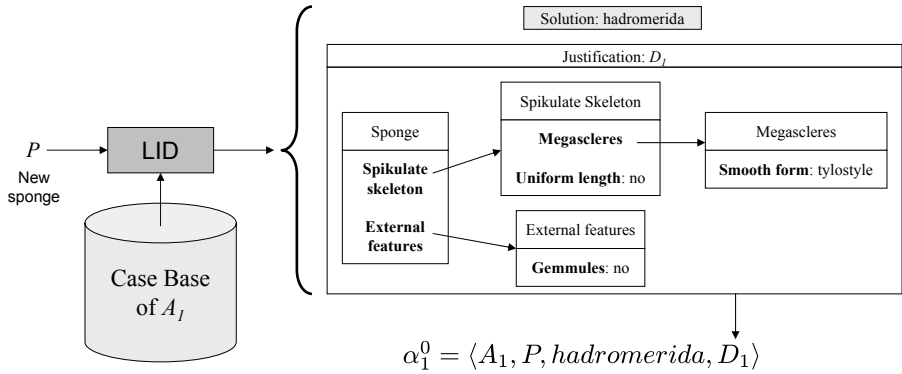 Solution: hadromerida
Justification: D1
Spikulate Skeleton
Megascleres
Uniform length: no
Megascleres
Smooth form: tylostyle
Sponge
Spikulate
skeleton
External
features
External features
Gemmules: no
P
New
sponge
LID
Case Base
of A1
α₁⁰ = ⟨A₁, P, hadromerida, D₁⟩